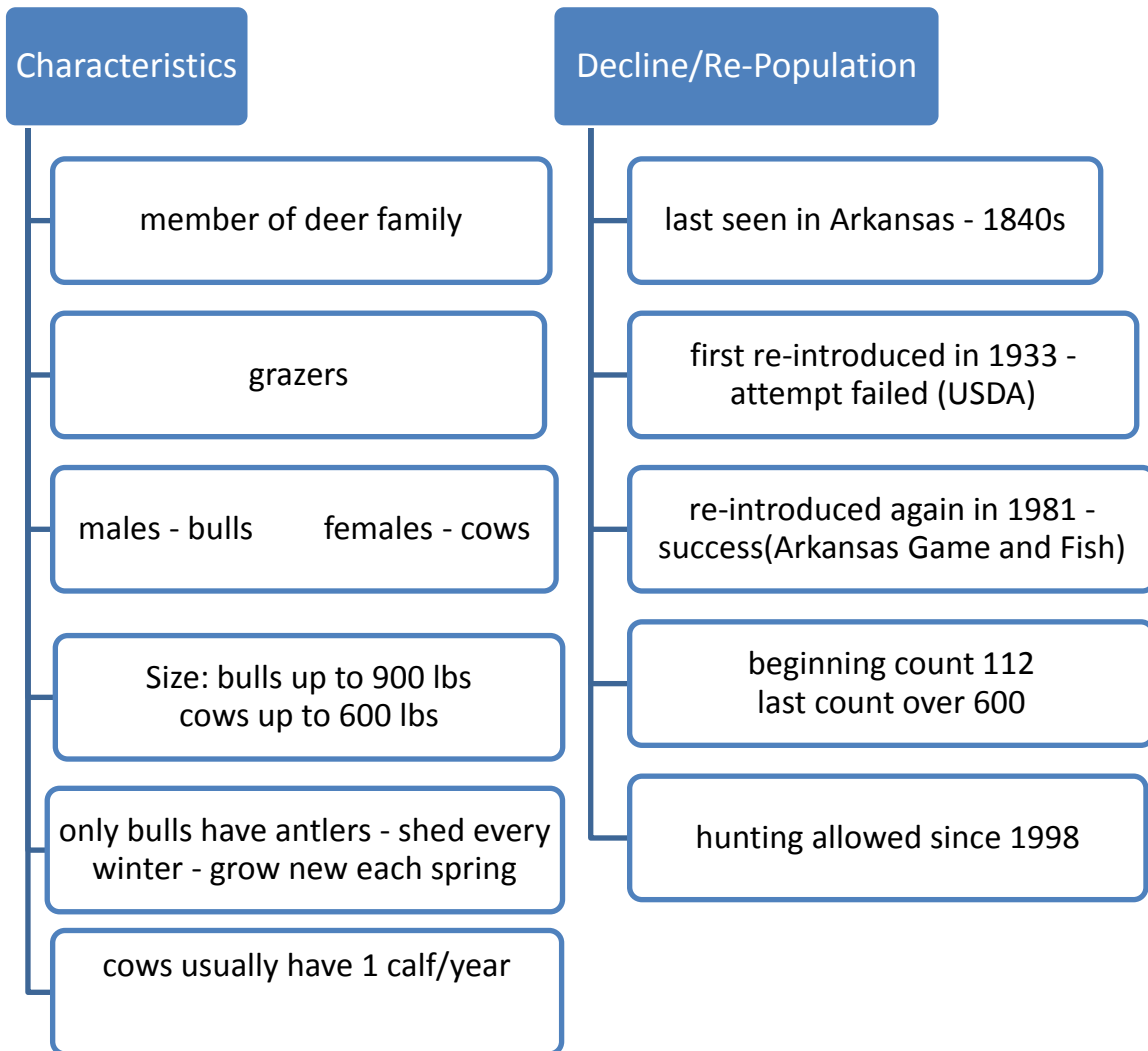 Characteristics
member of deer family
grazers
males - bulls females - cows
Size: bulls up to 900 lbs
cows up to 600 lbs
only bulls have antlers - shed every
winter - grow new each spring
cows usually have 1 calf/year
Decline/Re-Population
last seen in Arkansas - 1840s
first re-introduced in 1933 -
attempt failed (USDA)
re-introduced again in 1981 -
success(Arkansas Game and Fish)
beginning count 112
last count over 600
hunting allowed since 1998